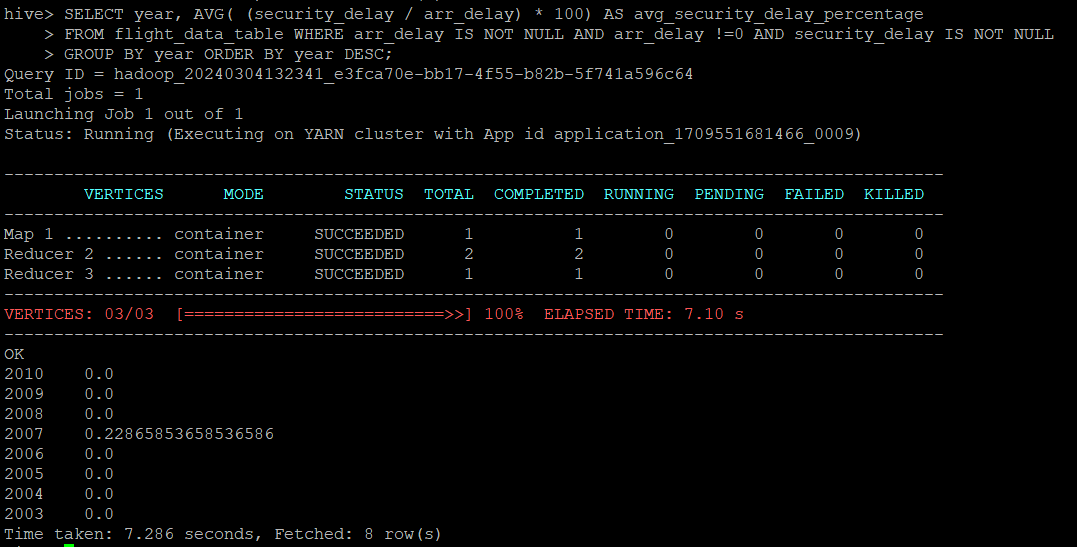 hive> SELECT year, AVG( (security_delay / arr_delay) * 100) AS avg_security_delay_percentage
    > FROM flight_data_table WHERE arr_delay IS NOT NULL AND arr_delay !=0 AND security_delay IS NOT NULL
    > GROUP BY year ORDER BY year DESC;
Query ID = hadoop_20240304132341_e3fca70e-bb17-4f55-b82b-5f741a596c64
Total jobs = 1
Launching Job 1 out of 1
Status: Running (Executing on YARN cluster with App id application_1709551681466_0009)
----------------------------------------------------------------------------------------------
        VERTICES      MODE        STATUS  TOTAL  COMPLETED  RUNNING  PENDING  FAILED  KILLED
----------------------------------------------------------------------------------------------
Map 1 .......... container     SUCCEEDED      1          1        0        0       0       0
Reducer 2 ...... container     SUCCEEDED      2          2        0        0       0       0
Reducer 3 ...... container     SUCCEEDED      1          1        0        0       0       0
----------------------------------------------------------------------------------------------
VERTICES: 03/03  [==========================>>] 100%  ELAPSED TIME: 7.10 s
----------------------------------------------------------------------------------------------
OK
2010    0.0
2009    0.0
2008    0.0
2007    0.22865853658536586
2006    0.0
2005    0.0
2004    0.0
2003    0.0
Time taken: 7.286 seconds, Fetched: 8 row(s)